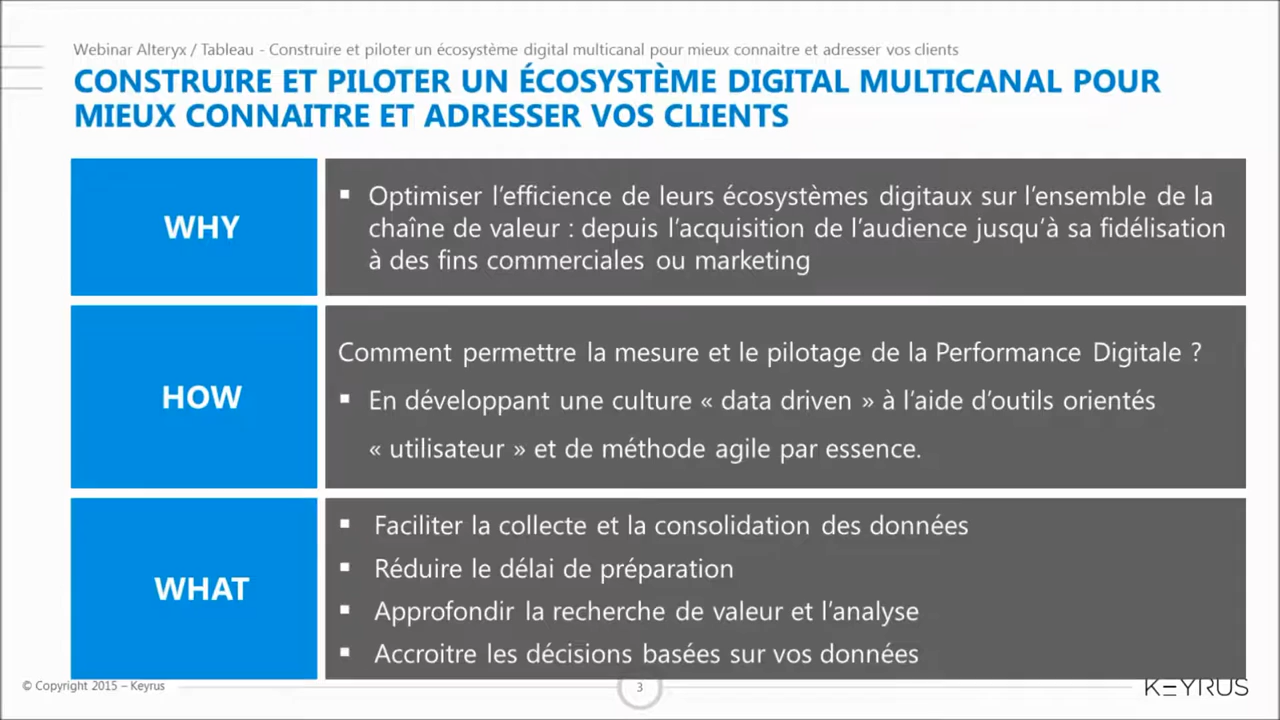 Webinar Alteryx / Tableau - Construire et piloter un écosystème digital multicanal pour mieux connaitre et adresser vos clients
CONSTRUIRE ET PILOTER UN ÉCOSYSTÈME DIGITAL MULTICANAL POUR
MIEUX CONNAITRE ET ADRESSER VOS CLIENTS
WHY
▪ Optimiser l'efficience de leurs écosystèmes digitaux sur l'ensemble de la
chaîne de valeur : depuis l'acquisition de l'audience jusqu'à sa fidélisation
à des fins commerciales ou marketing
HOW
Comment permettre la mesure et le pilotage de la Performance Digitale ?
▪ En développant une culture « data driven » à l'aide d'outils orientés
« utilisateur » et de méthode agile par essence.
WHAT
▪ Faciliter la collecte et la consolidation des données
▪ Réduire le délai de préparation
▪ Approfondir la recherche de valeur et l'analyse
▪ Accroitre les décisions basées sur vos données
© Copyright 2015 – Keyrus
3
KEYRUS